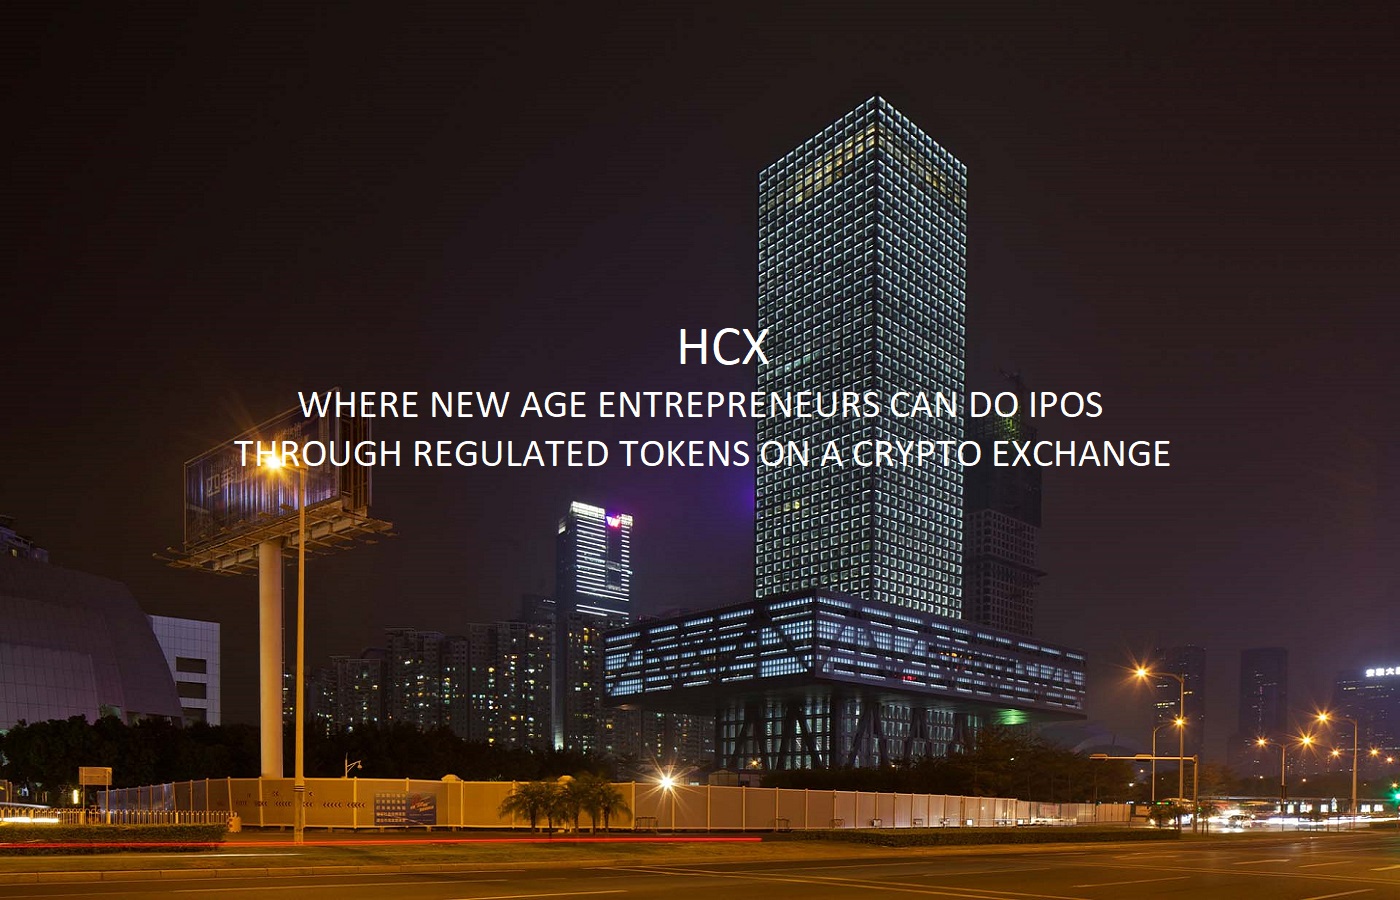 HCX
WHERE NEW AGE ENTREPRENEURS CAN DO IPOS
THROUGH REGULATED TOKENS ON A CRYPTO EXCHANGE